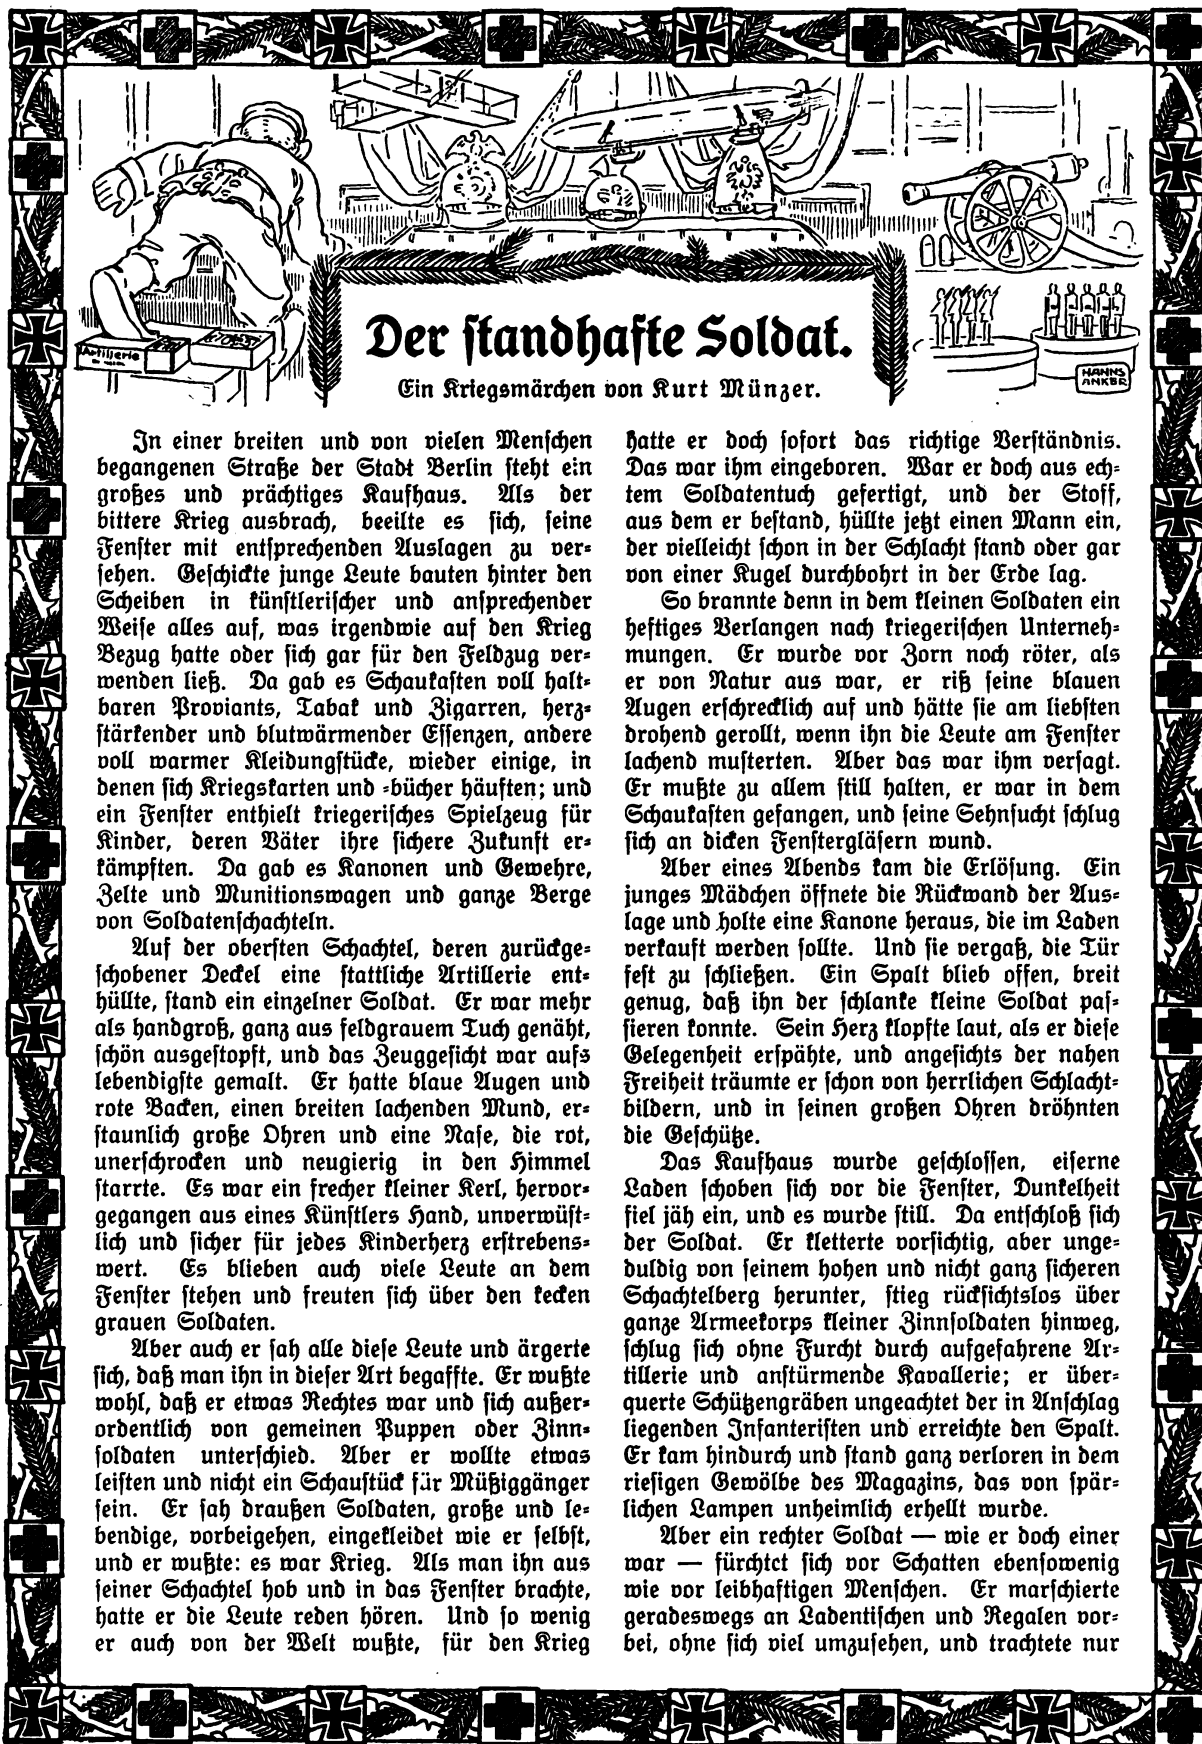 Artillerie
HANNS
ANKER
Der standhafte Soldat.
Ein Kriegsmärchen von Kurt Münzer.
In einer breiten und von vielen Menschen
begangenen Straße der Stadt Berlin steht ein
großes und prächtiges Kaufhaus. Als der
bittere Krieg ausbrach, beeilte es sich, seine
Fenster mit entsprechenden Auslagen zu ver-
sehen. Geschickte junge Leute bauten hinter den
Scheiben in künstlerischer und ansprechender
Weise alles auf, was irgendwie auf den Krieg
Bezug hatte oder sich gar für den Feldzug ver-
wenden ließ. Da gab es Schaukasten voll halt-
baren Proviants, Tabak und Zigarren, herz-
stärkender und blutwärmender Essenzen, andere
voll warmer Kleidungstücke, wieder einige, in
denen sich Kriegskarten und -bücher häuften; und
ein Fenster enthielt kriegerisches Spielzeug für
Kinder, deren Väter ihre sichere Zukunft er-
kämpften. Da gab es Kanonen und Gewehre,
Zelte und Munitionswagen und ganze Berge
von Soldatenschachteln.
Auf der obersten Schachtel, deren zurückge-
schobener Deckel eine stattliche Artillerie ent-
hüllte, stand ein einzelner Soldat. Er war mehr
als handgroß, ganz aus feldgrauem Tuch genäht,
schön ausgestopft, und das Zeuggesicht war aufs
lebendigste gemalt. Er hatte blaue Augen und
rote Backen, einen breiten lachenden Mund, er-
staunlich große Ohren und eine Nase, die rot,
unerschrocken und neugierig in den Himmel
starrte. Es war ein frecher kleiner Kerl, hervor-
gegangen aus eines Künstlers Hand, unverwüst-
lich und sicher für jedes Kinderherz erstrebens-
wert. Es blieben auch viele Leute an dem
Fenster stehen und freuten sich über den kecken
grauen Soldaten.
Aber auch er sah alle diese Leute und ärgerte
sich, daß man ihn in dieser Art begaffte. Er wußte
wohl, daß er etwas Rechtes war und sich außer-
ordentlich von gemeinen Puppen oder Zinn-
soldaten unterschied. Aber er wollte etwas
leisten und nicht ein Schaustück für Müßiggänger
sein. Er sah draußen Soldaten, große und le-
bendige, vorbeigehen, eingekleidet wie er selbst,
und er wußte: es war Krieg. Als man ihn aus
seiner Schachtel hob und in das Fenster brachte,
hatte er die Leute reden hören. Und so wenig
er auch von der Welt wußte, für den Krieg
hatte er doch sofort das richtige Verständnis.
Das war ihm eingeboren. War er doch aus ech-
tem Soldatentuch gefertigt, und der Stoff,
aus dem er bestand, hüllte jetzt einen Mann ein,
der vielleicht schon in der Schlacht stand oder gar
von einer Kugel durchbohrt in der Erde lag.
So brannte denn in dem kleinen Soldaten ein
heftiges Verlangen nach kriegerischen Unterneh-
mungen. Er wurde vor Zorn noch röter, als
er von Natur aus war, er riß seine blauen
Augen erschrecklich auf und hätte sie am liebsten
drohend gerollt, wenn ihn die Leute am Fenster
lachend musterten. Aber das war ihm versagt.
Er mußte zu allem still halten, er war in dem
Schaukasten gefangen, und seine Sehnsucht schlug
sich an dicken Fenstergläsern wund.
Aber eines Abends kam die Erlösung. Ein
junges Mädchen öffnete die Rückwand der Aus-
lage und holte eine Kanone heraus, die im Laden
verkauft werden sollte. Und sie vergaß, die Tür
fest zu schließen. Ein Spalt blieb offen, breit
genug, daß ihn der schlanke kleine Soldat pas-
sieren konnte. Sein Herz klopfte laut, als er diese
Gelegenheit erspähte, und angesichts der nahen
Freiheit träumte er schon von herrlichen Schlacht-
bildern, und in seinen großen Ohren dröhnten
die Geschütze.
Das Kaufhaus wurde geschlossen, eiserne
Laden schoben sich vor die Fenster, Dunkelheit
fiel jäh ein, und es wurde still. Da entschloß sich
der Soldat. Er kletterte vorsichtig, aber unge-
duldig von seinem hohen und nicht ganz sicheren
Schachtelberg herunter, stieg rücksichtslos über
ganze Armeekorps kleiner Zinnsoldaten hinweg,
schlug sich ohne Furcht durch aufgefahrene Ar-
tillerie und anstürmende Kavallerie; er über-
querte Schützengräben ungeachtet der in Anschlag
liegenden Infanteristen und erreichte den Spalt.
Er kam hindurch und stand ganz verloren in dem
riesigen Gewölbe des Magazins, das von spär-
lichen Lampen unheimlich erhellt wurde.
Aber ein rechter Soldat — wie er doch einer
war — fürchtet sich vor Schatten ebensowenig
wie vor leibhaftigen Menschen. Er marschierte
geradeswegs an Ladentischen und Regalen vor-
bei, ohne sich viel umzusehen, und trachtete nur